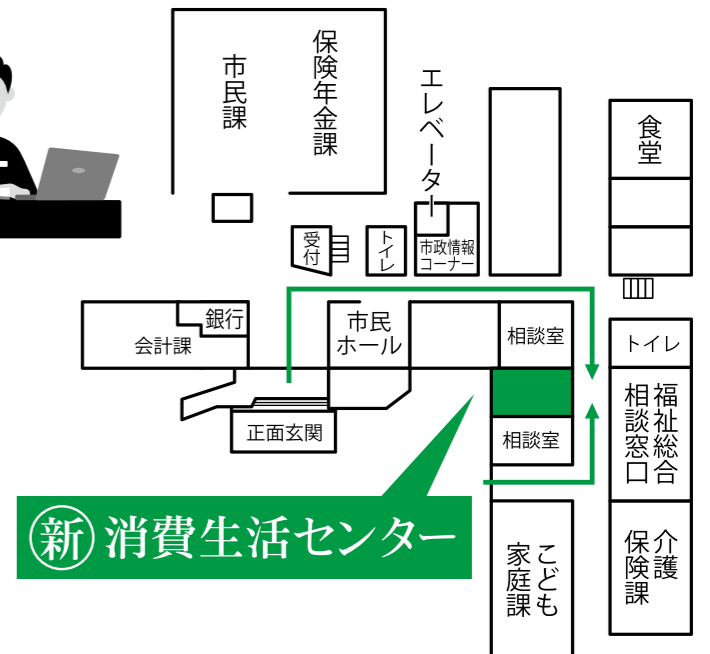 市民課
保険年金課
エレベーター
食堂
受付
トイレ
市政情報
コーナー
銀行
会計課
市民
ホール
相談室
トイレ
正面玄関
相談室
福祉総合
相談窓口
新 消費生活センター
こども
家庭課
介護
保険課